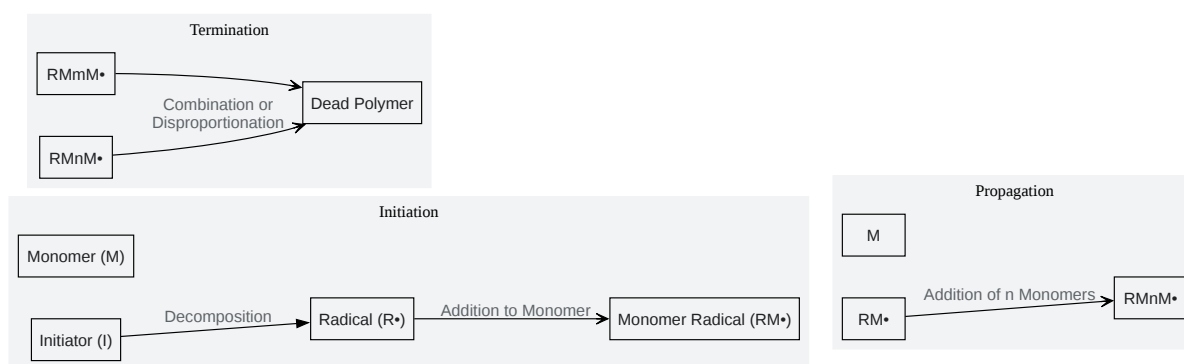 Termination
RMmM•
Combination or
Disproportionation
Dead Polymer
RMnM•
Initiation
Monomer (M)
Initiator (I)
Decomposition
Radical (R•)
Addition to Monomer
Monomer Radical (RM•)
Propagation
M
RM•
Addition of n Monomers
RMnM•